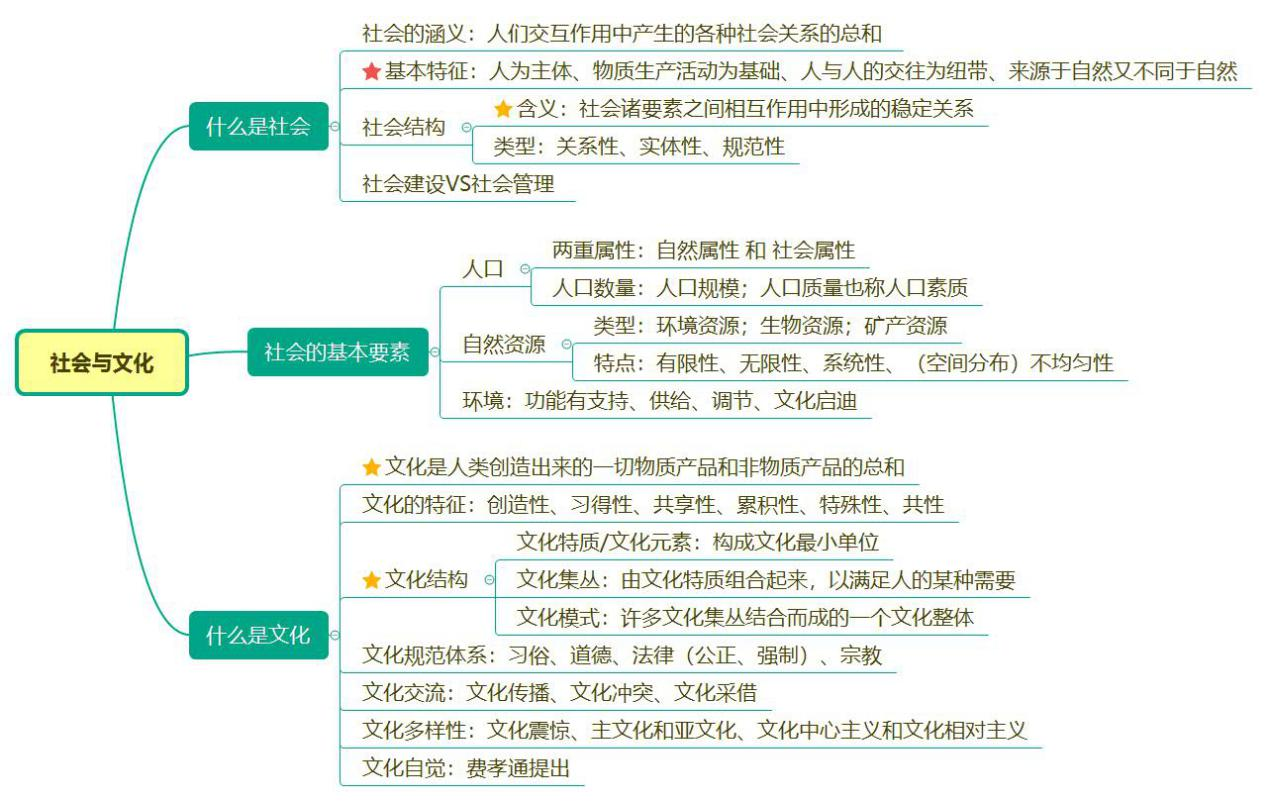 社会与文化
什么是社会
社会的涵义：人们交互作用中产生的各种社会关系的总和
基本特征：人为主体、物质生产活动为基础、人与人的交往为纽带、来源于自然又不同于自然
社会结构
含义：社会诸要素之间相互作用中形成的稳定关系
类型：关系性、实体性、规范性
社会建设VS社会管理
社会的基本要素
人口
两重属性：自然属性 和 社会属性
人口数量：人口规模；人口质量也称人口素质
自然资源
类型：环境资源；生物资源；矿产资源
特点：有限性、无限性、系统性、（空间分布）不均匀性
环境：功能有支持、供给、调节、文化启迪
什么是文化
文化是人类创造出来的一切物质产品和非物质产品的总和
文化的特征：创造性、习得性、共享性、累积性、特殊性、共性
文化结构
文化特质/文化元素：构成文化最小单位
文化集丛：由文化特质组合起来，以满足人的某种需要
文化模式：许多文化集丛结合而成的一个文化整体
文化规范体系：习俗、道德、法律（公正、强制）、宗教
文化交流：文化传播、文化冲突、文化采借
文化多样性：文化震惊、主文化和亚文化、文化中心主义和文化相对主义
文化自觉：费孝通提出